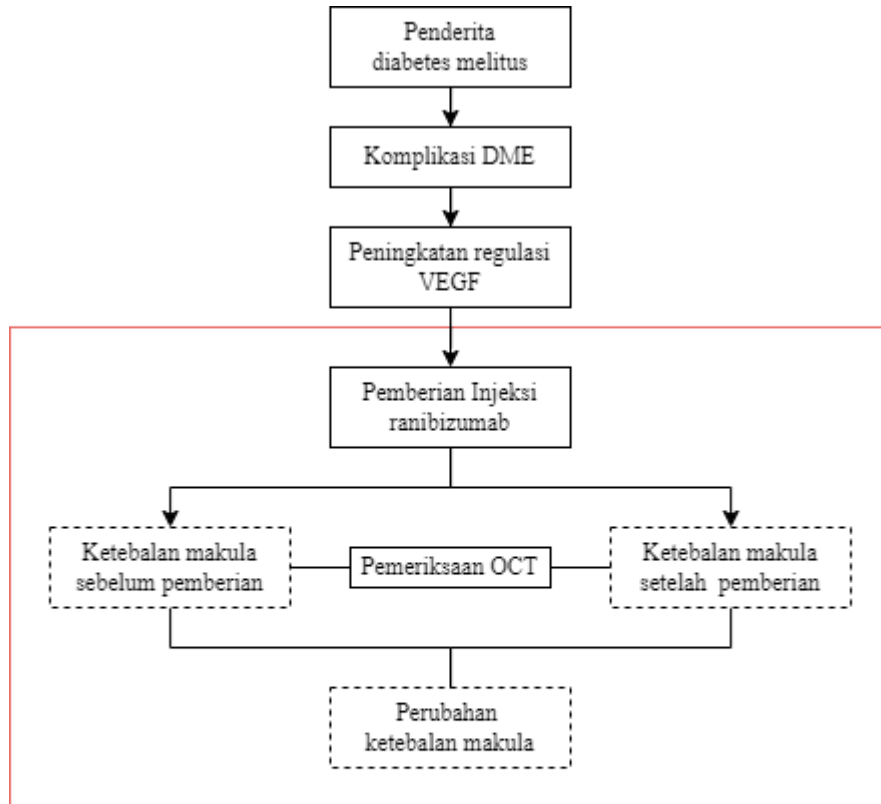 Penderita
diabetes melitus
Komplikasi DME
Peningkatan regulasi
VEGF
Pemberian Injeksi
ranibizumab
Ketebalan makula
sebelum pemberian
Pemeriksaan OCT
Ketebalan makula
setelah  pemberian
Perubahan
ketebalan makula